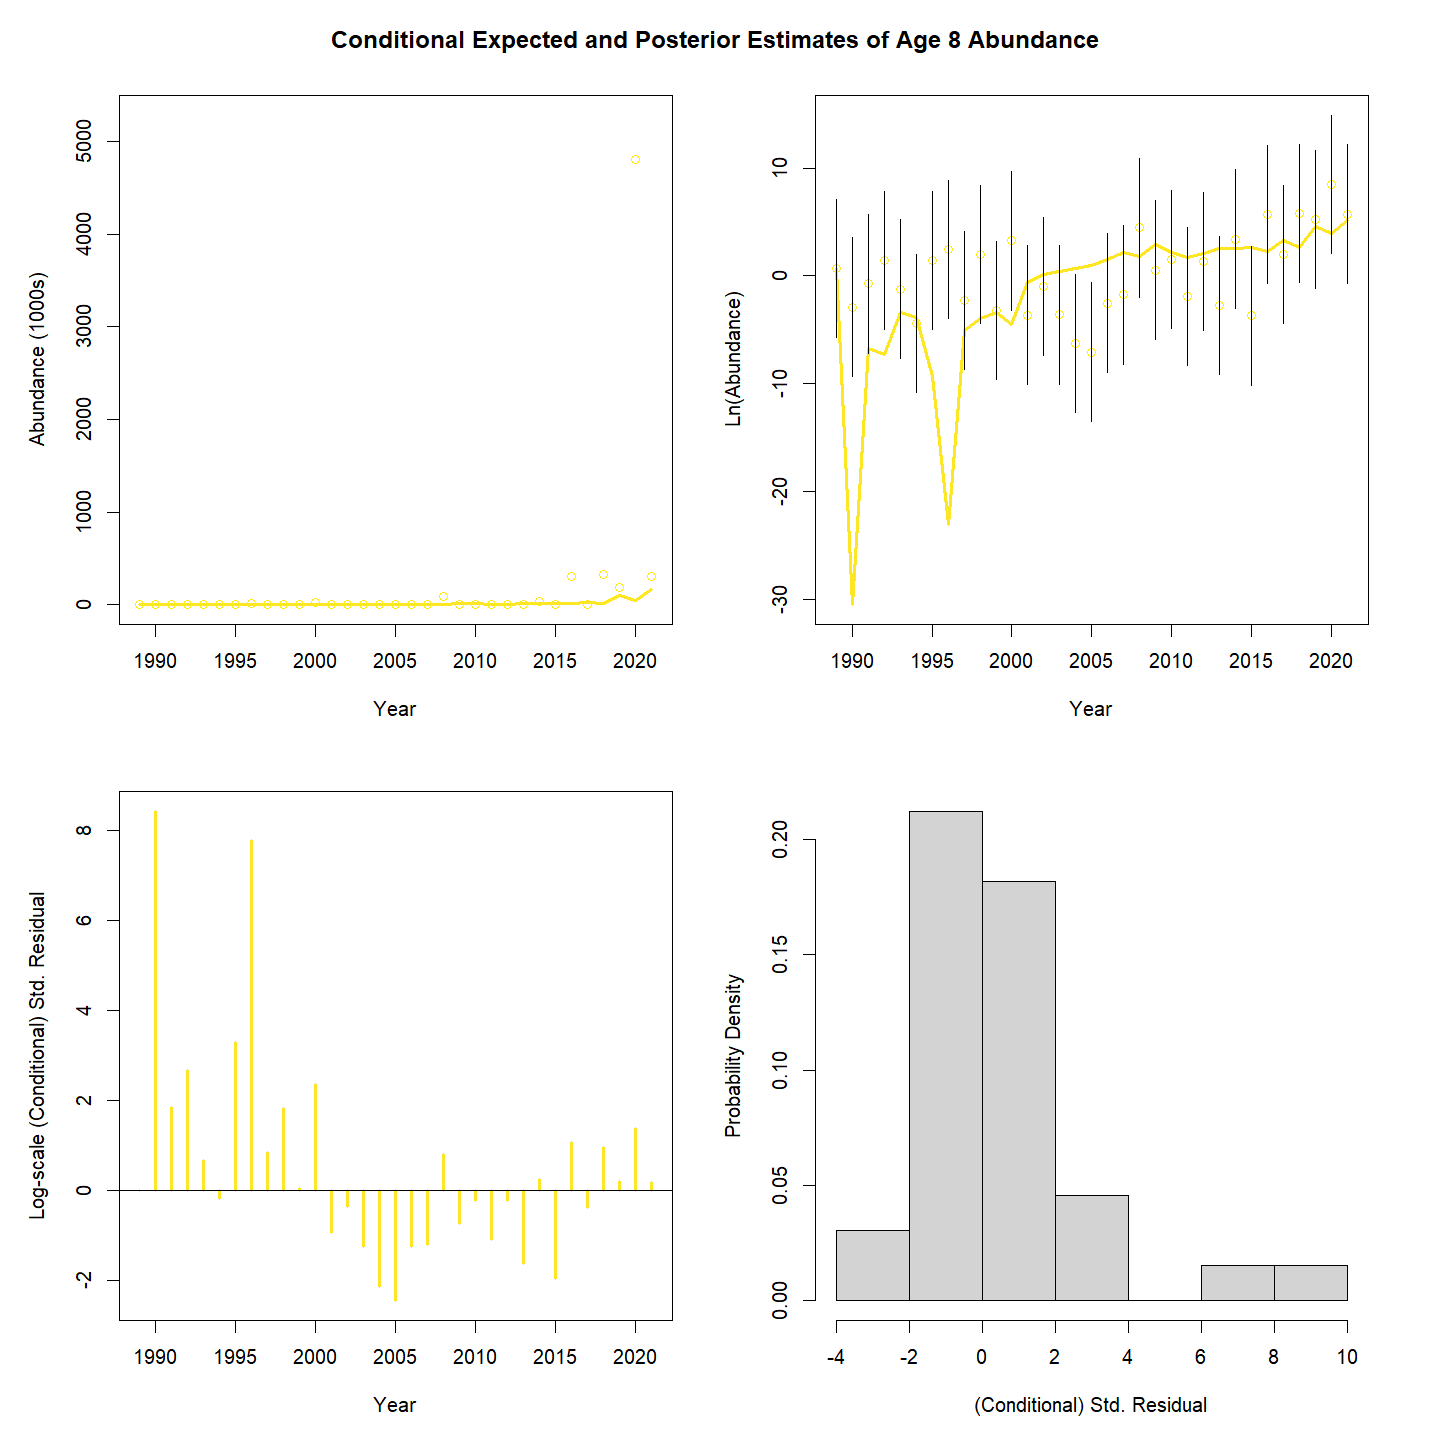 Conditional Expected and Posterior Estimates of Age 8 Abundance
Abundance (1000s)
5000
4000
3000
2000
1000
0
1990 1995 2000 2005 2010 2015 2020
Year
Ln(Abundance)
10
0
-10
-20
-30
1990 1995 2000 2005 2010 2015 2020
Year
Log-scale (Conditional) Std. Residual
8
6
4
2
0
-2
1990 1995 2000 2005 2010 2015 2020
Year
Probability Density
0.20
0.15
0.10
0.05
0.00
-4 -2 0 2 4 6 8 10
(Conditional) Std. Residual